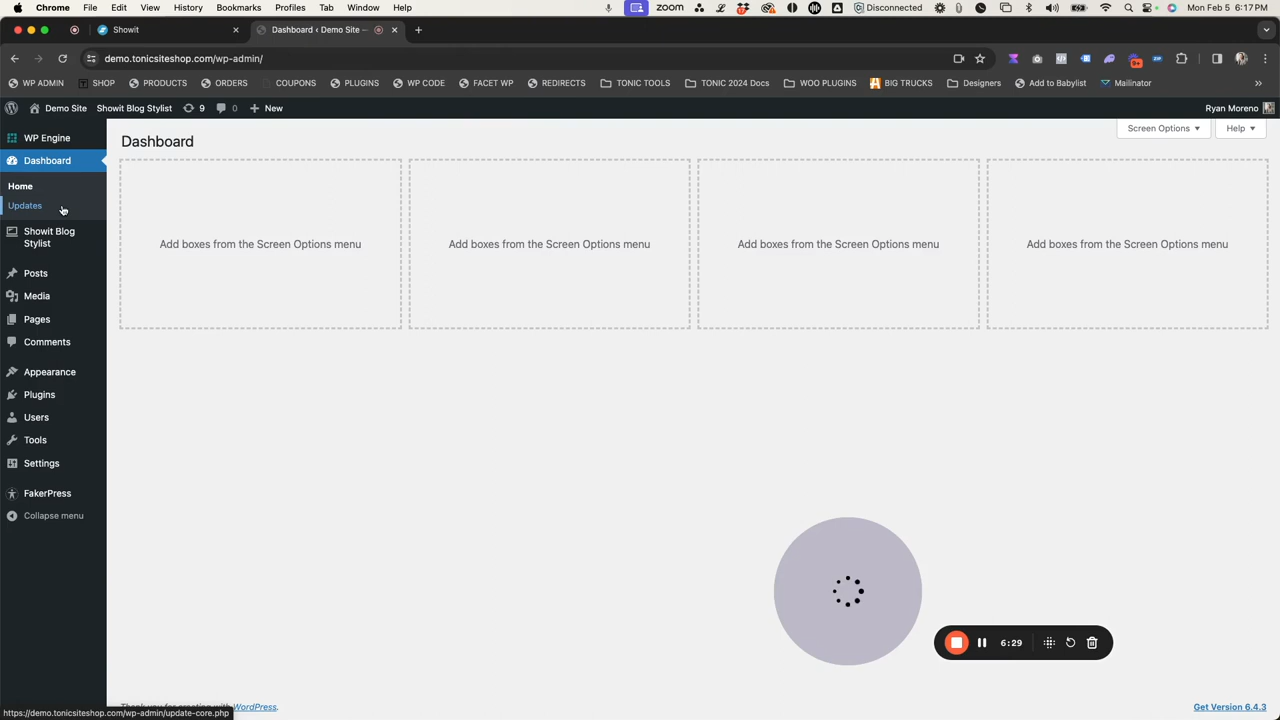 Chrome File Edit View History Bookmarks Profiles Tab Window Help zoom Disconnected Mon Feb 5 6:17 PM
Showit Dashboard ‹ Demo Site —
demo.tonicsiteshop.com/wp-admin/
WP ADMIN SHOP PRODUCTS ORDERS COUPONS PLUGINS WP CODE FACET WP REDIRECTS TONIC TOOLS TONIC 2024 Docs WOO PLUGINS BIG TRUCKS Designers Add to Babylist Mailinator »
Demo Site Showit Blog Stylist 9 0 New Ryan Moreno
WP Engine
Dashboard
Home
Updates
Showit Blog
Stylist
Posts
Media
Pages
Comments
Appearance
Plugins
Users
Tools
Settings
FakerPress
Collapse menu
Screen Options ▼ Help ▼
Dashboard
Add boxes from the Screen Options menu Add boxes from the Screen Options menu Add boxes from the Screen Options menu Add boxes from the Screen Options menu
6:29
WordPress. Get Version 6.4.3
https://demo.tonicsiteshop.com/wp-admin/update-core.php